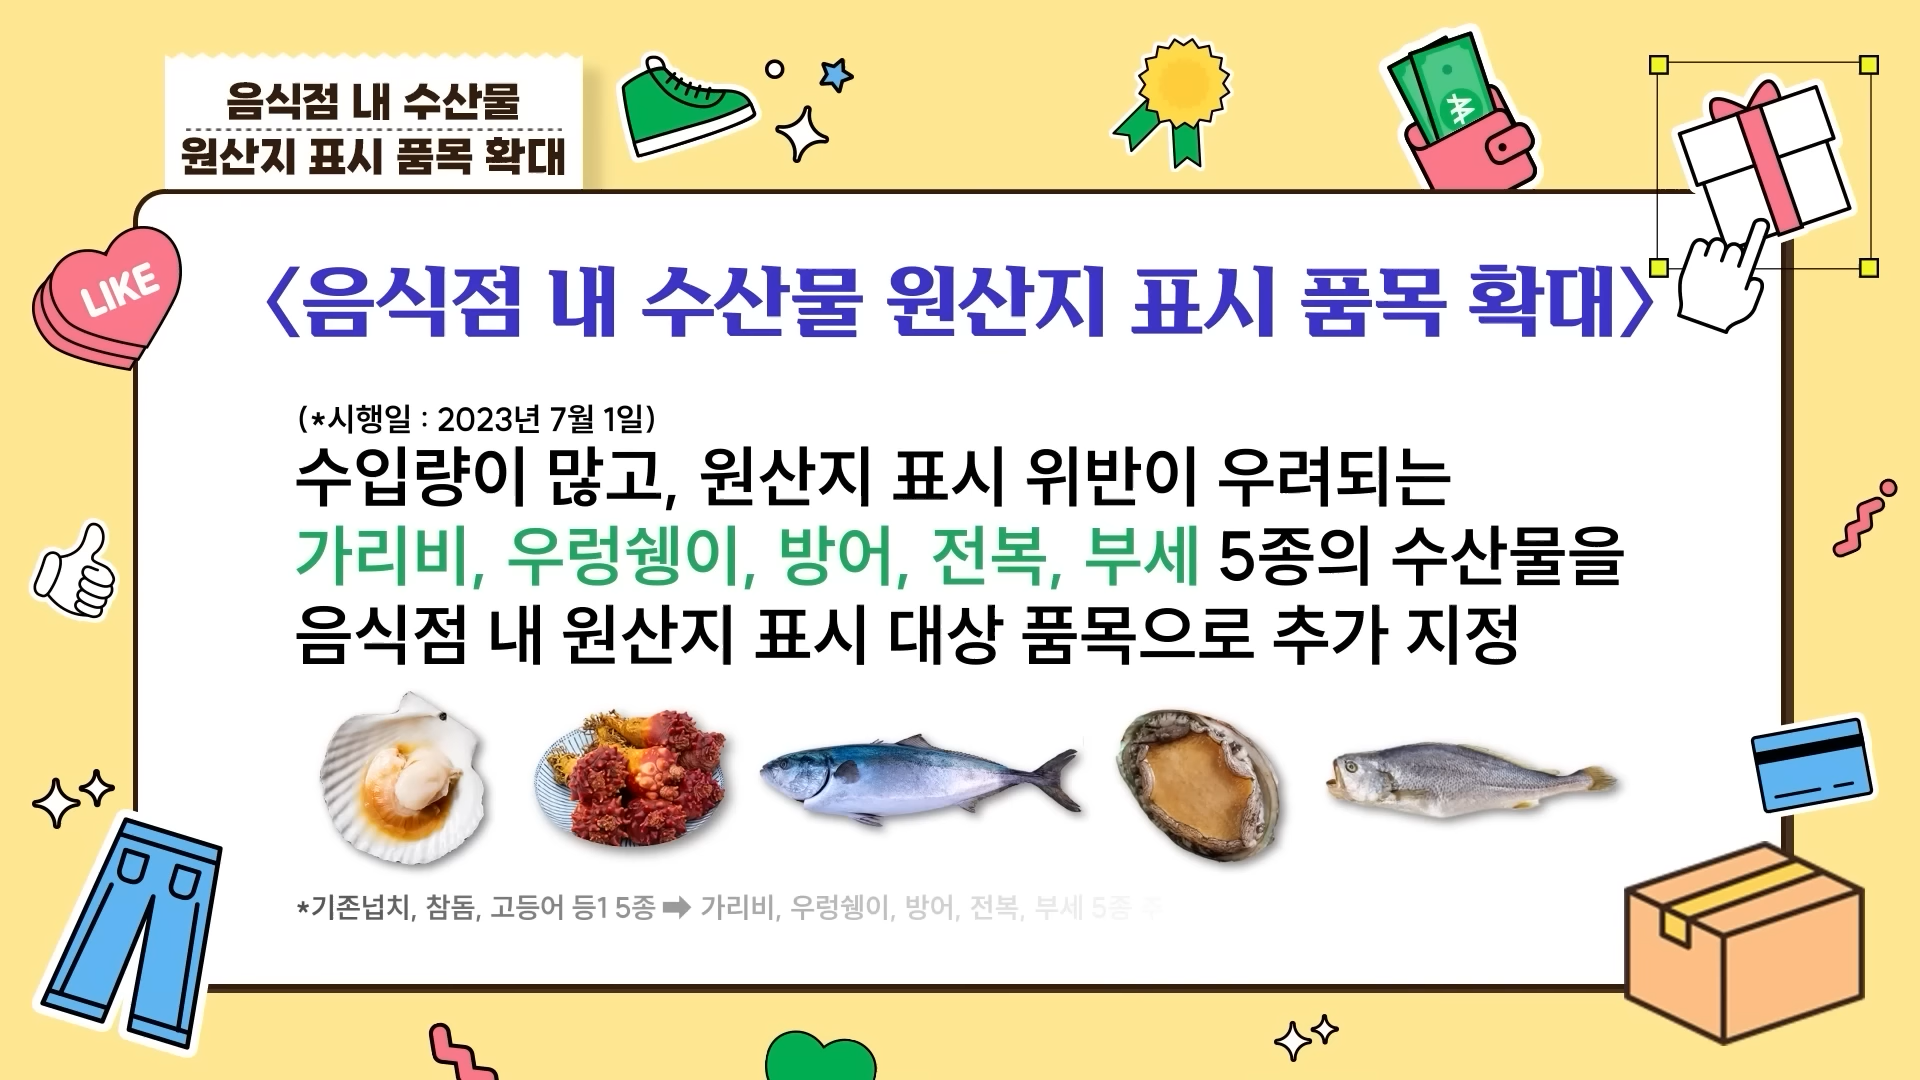 음식점 내 수산물
원산지 표시 품목 확대
LIKE
〈음식점 내 수산물 원산지 표시 품목 확대〉
(*시행일 : 2023년 7월 1일)
수입량이 많고, 원산지 표시 위반이 우려되는
가리비, 우렁쉥이, 방어, 전복, 부세 5종의 수산물을
음식점 내 원산지 표시 대상 품목으로 추가 지정
*기존넙치, 참돔, 고등어 등1 5종 ➡ 가리비, 우렁쉥이, 방어, 전복, 부세 5종